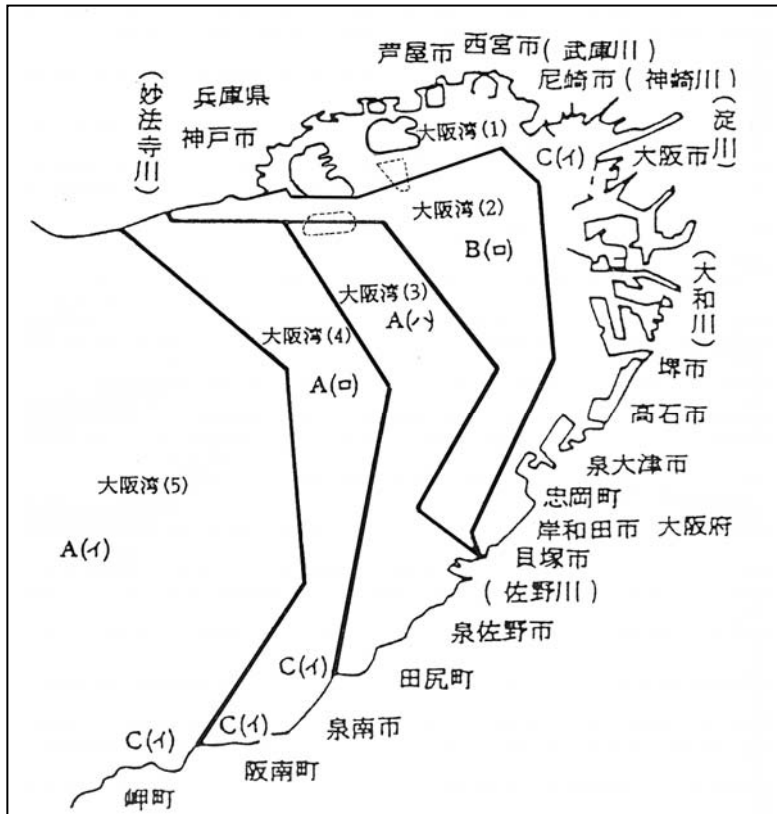 芦屋市
西宮市(武庫川)
尼崎市(神崎川)
(妙法寺川)
兵庫県
神戸市
大阪湾(1)
C(イ)
大阪市
(淀川)
大阪湾(2)
B(ロ)
(大和川)
大阪湾(3)
A(ハ)
大阪湾(4)
A(ロ)
堺市
高石市
泉大津市
大阪湾(5)
A(イ)
忠岡町
岸和田市
大阪府
貝塚市
(佐野川)
泉佐野市
C(イ)
田尻町
C(イ)
泉南市
C(イ)
阪南町
岬町